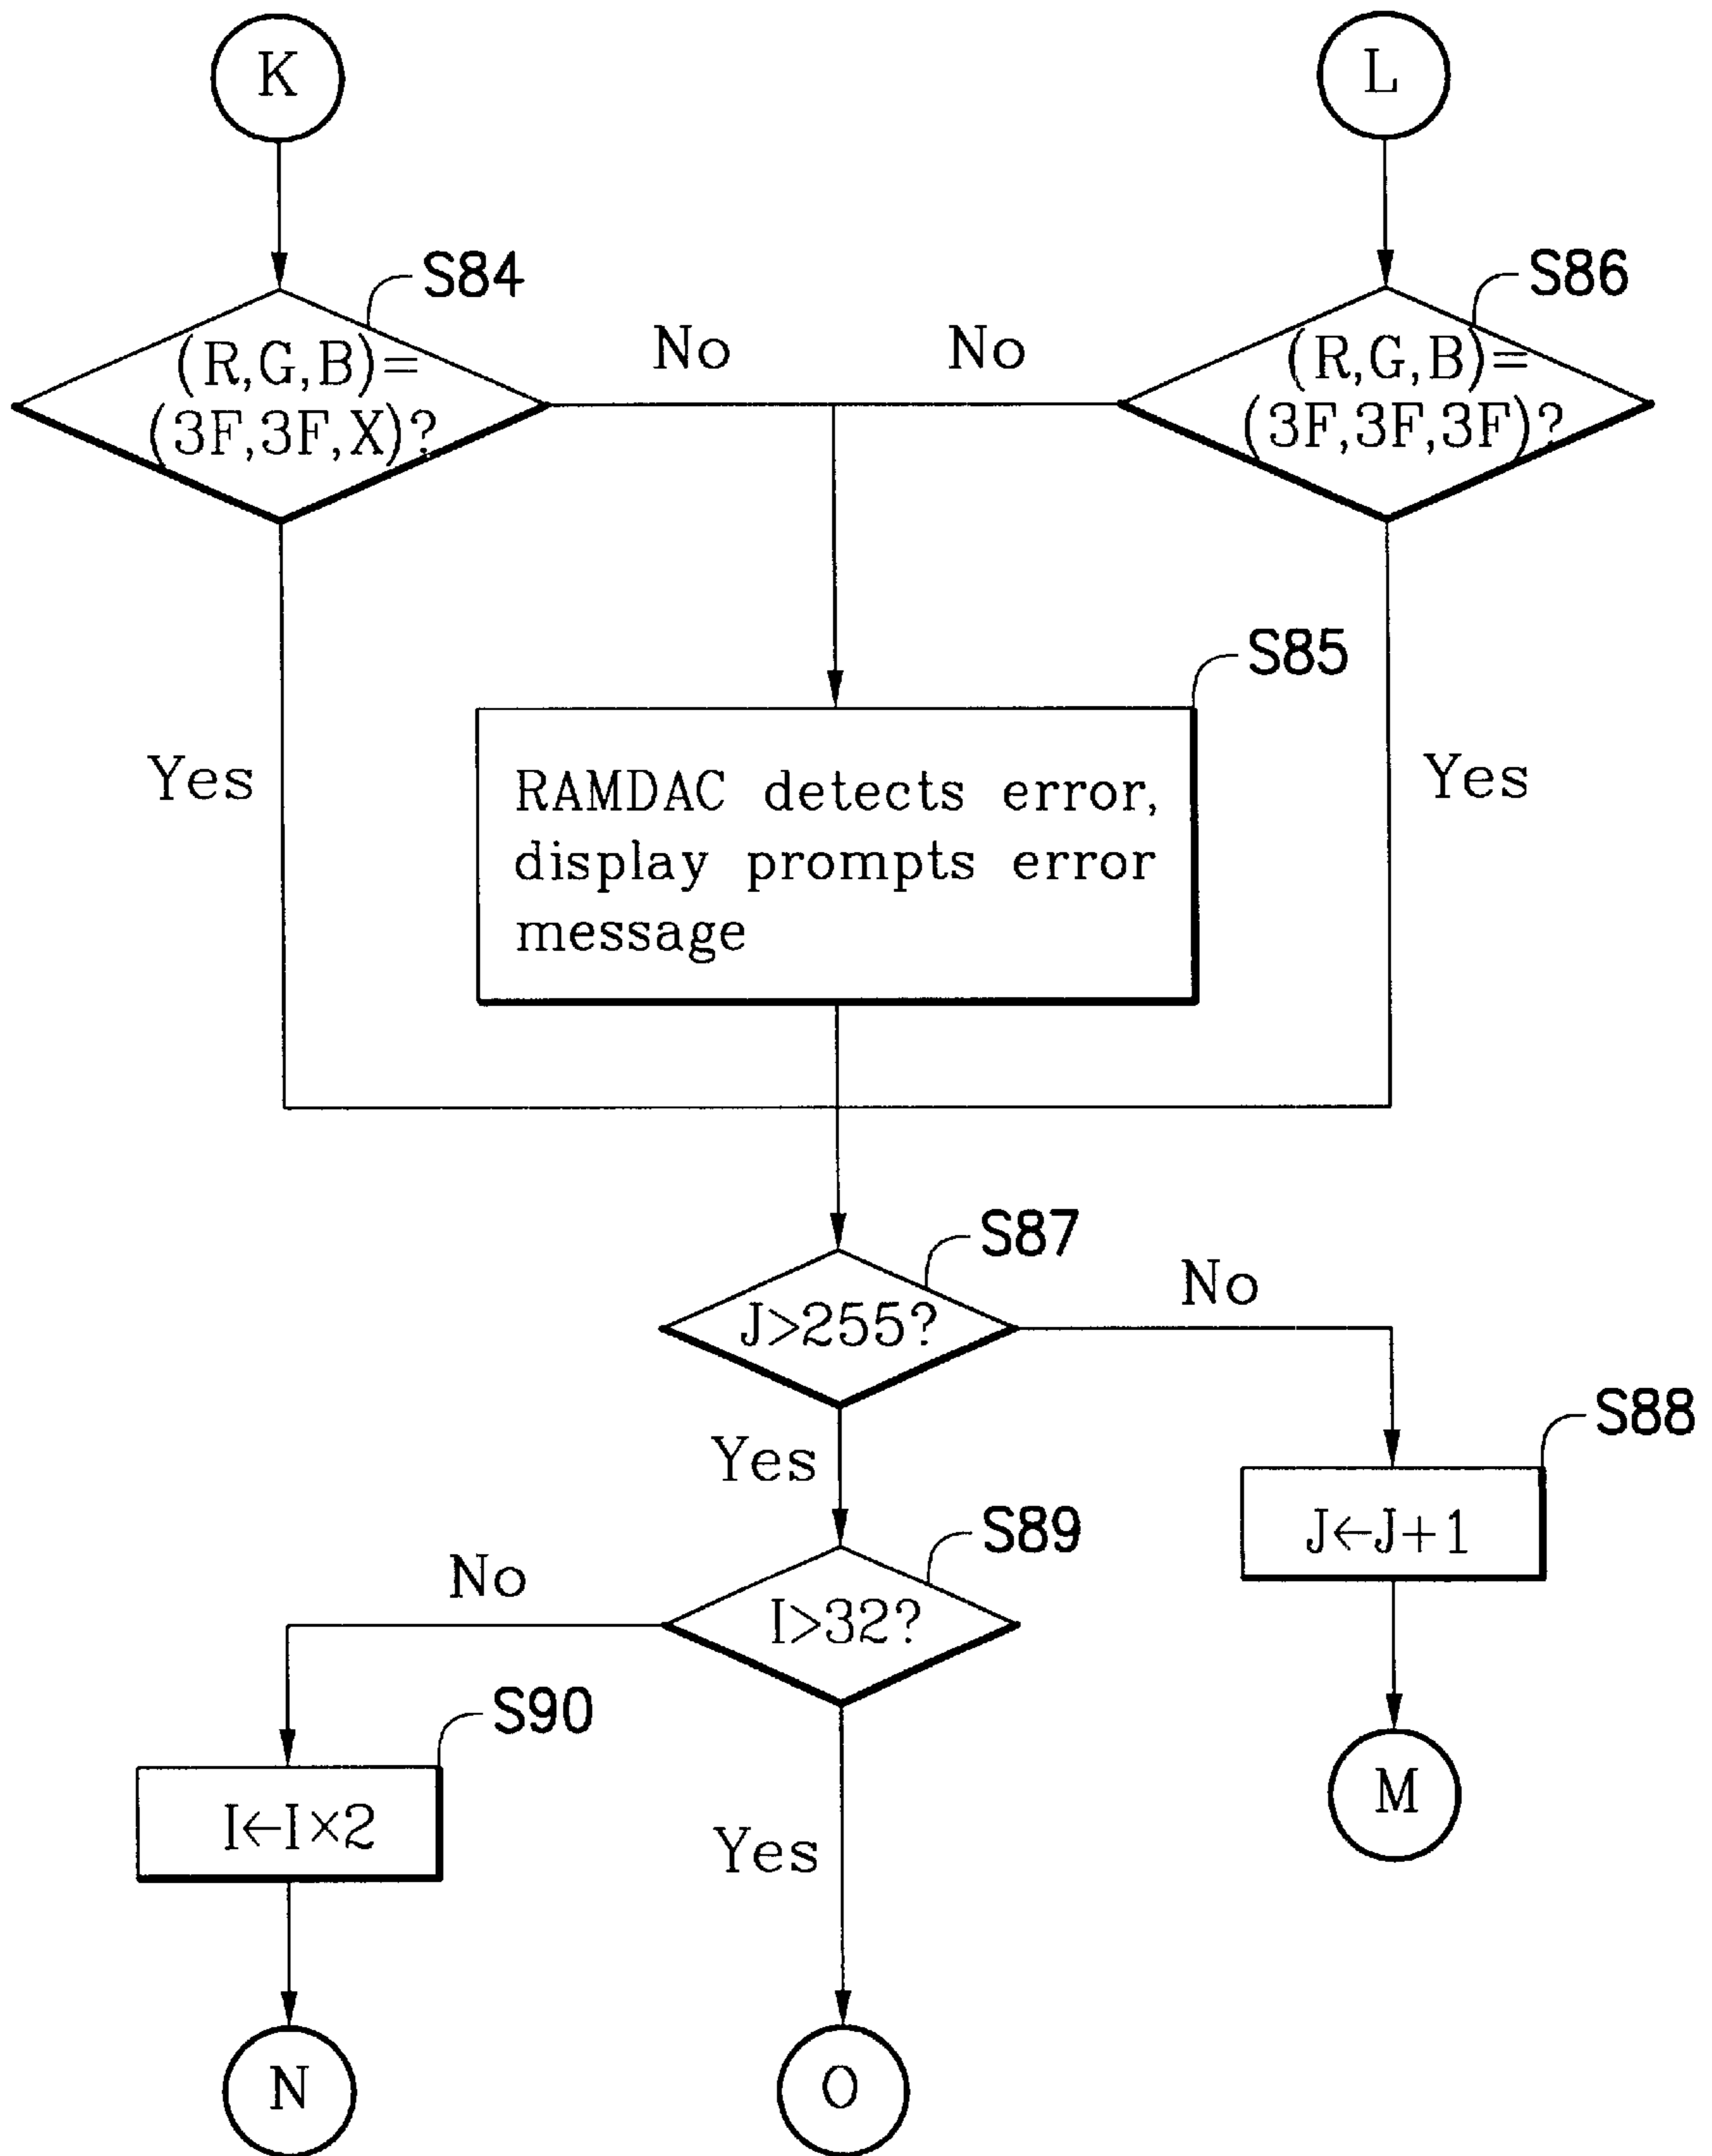 K
L
S84
S86
(R,G,B)=
(3F,3F,X)?
No
No
(R,G,B)=
(3F,3F,3F)?
S85
Yes
RAMDAC detects error,
display prompts error
message
Yes
S87
J>255?
No
S88
Yes
J←J+1
S89
No
I>32?
S90
M
I←I×2
Yes
N
O